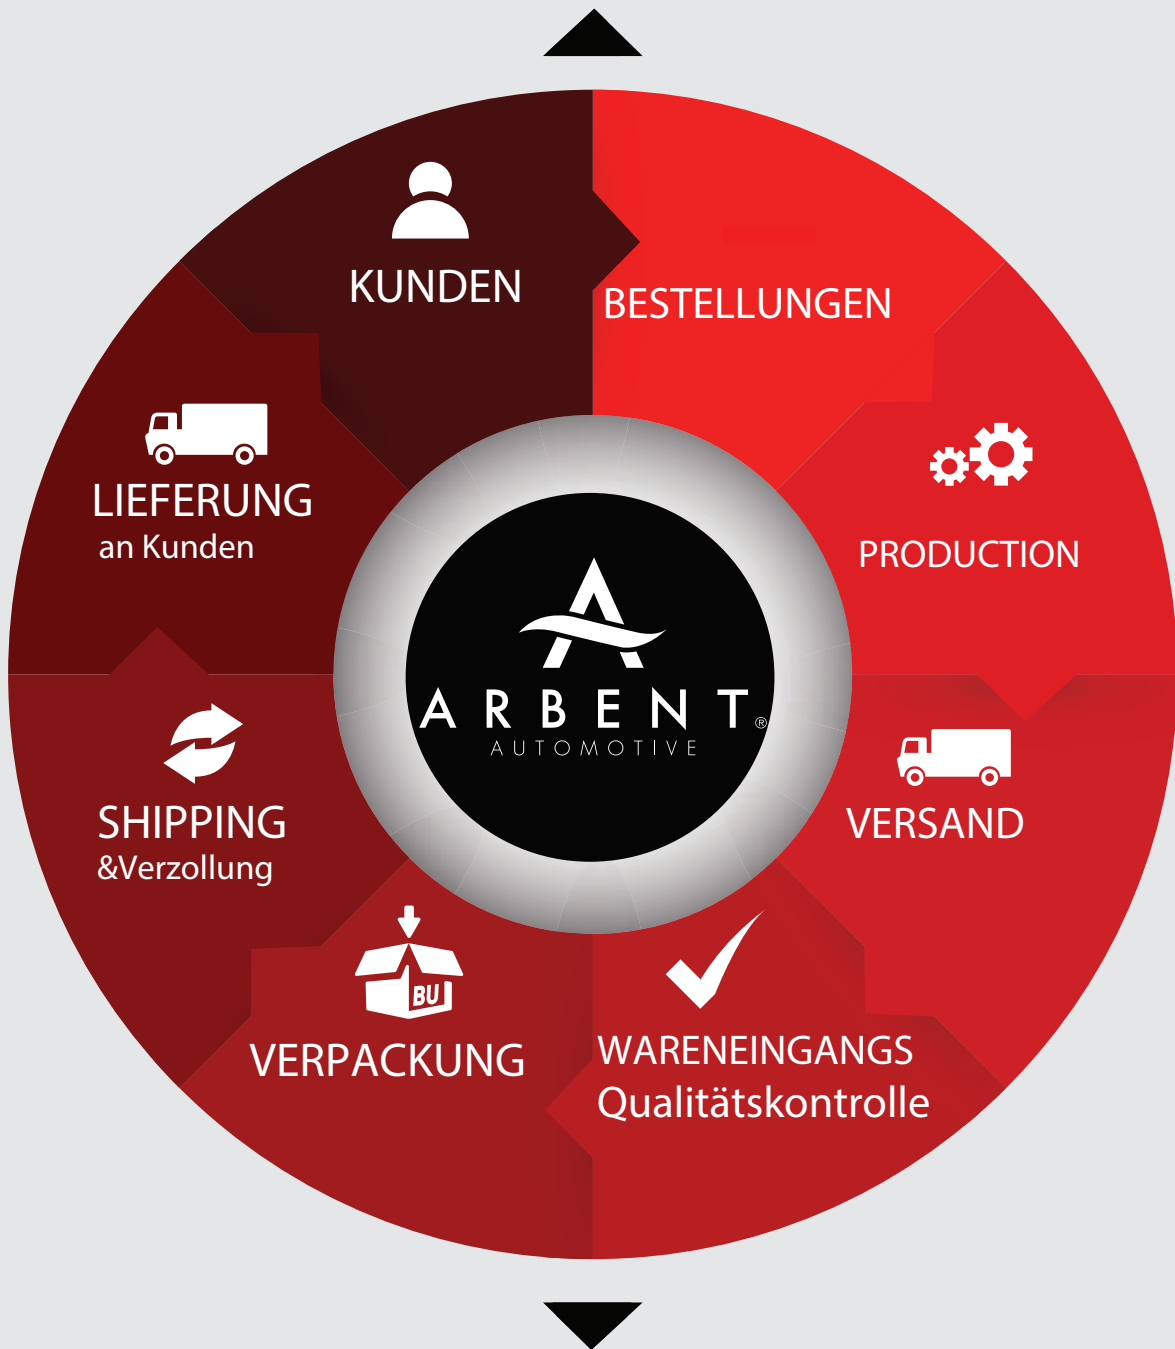 KUNDEN
BESTELLUNGEN
PRODUCTION
VERSAND
WARENEINGANGS
Qualitätskontrolle
BU
VERPACKUNG
SHIPPING
&Verzollung
LIEFERUNG
an Kunden
ARBENT®
AUTOMOTIVE